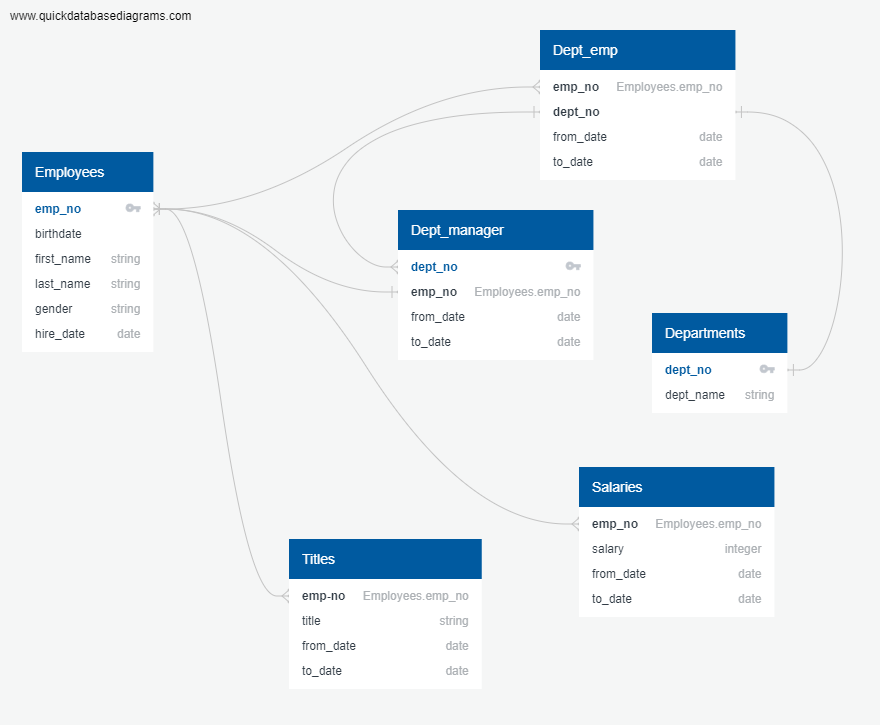 www.quickdatabasediagrams.com
Dept_emp
emp_no Employees.emp_no
dept_no
from_date date
to_date date
Employees
emp_no
birthdate
first_name string
last_name string
gender string
hire_date date
Dept_manager
dept_no
emp_no Employees.emp_no
from_date date
to_date date
Departments
dept_no
dept_name string
Salaries
emp_no Employees.emp_no
salary integer
from_date date
to_date date
Titles
emp-no Employees.emp_no
title string
from_date date
to_date date